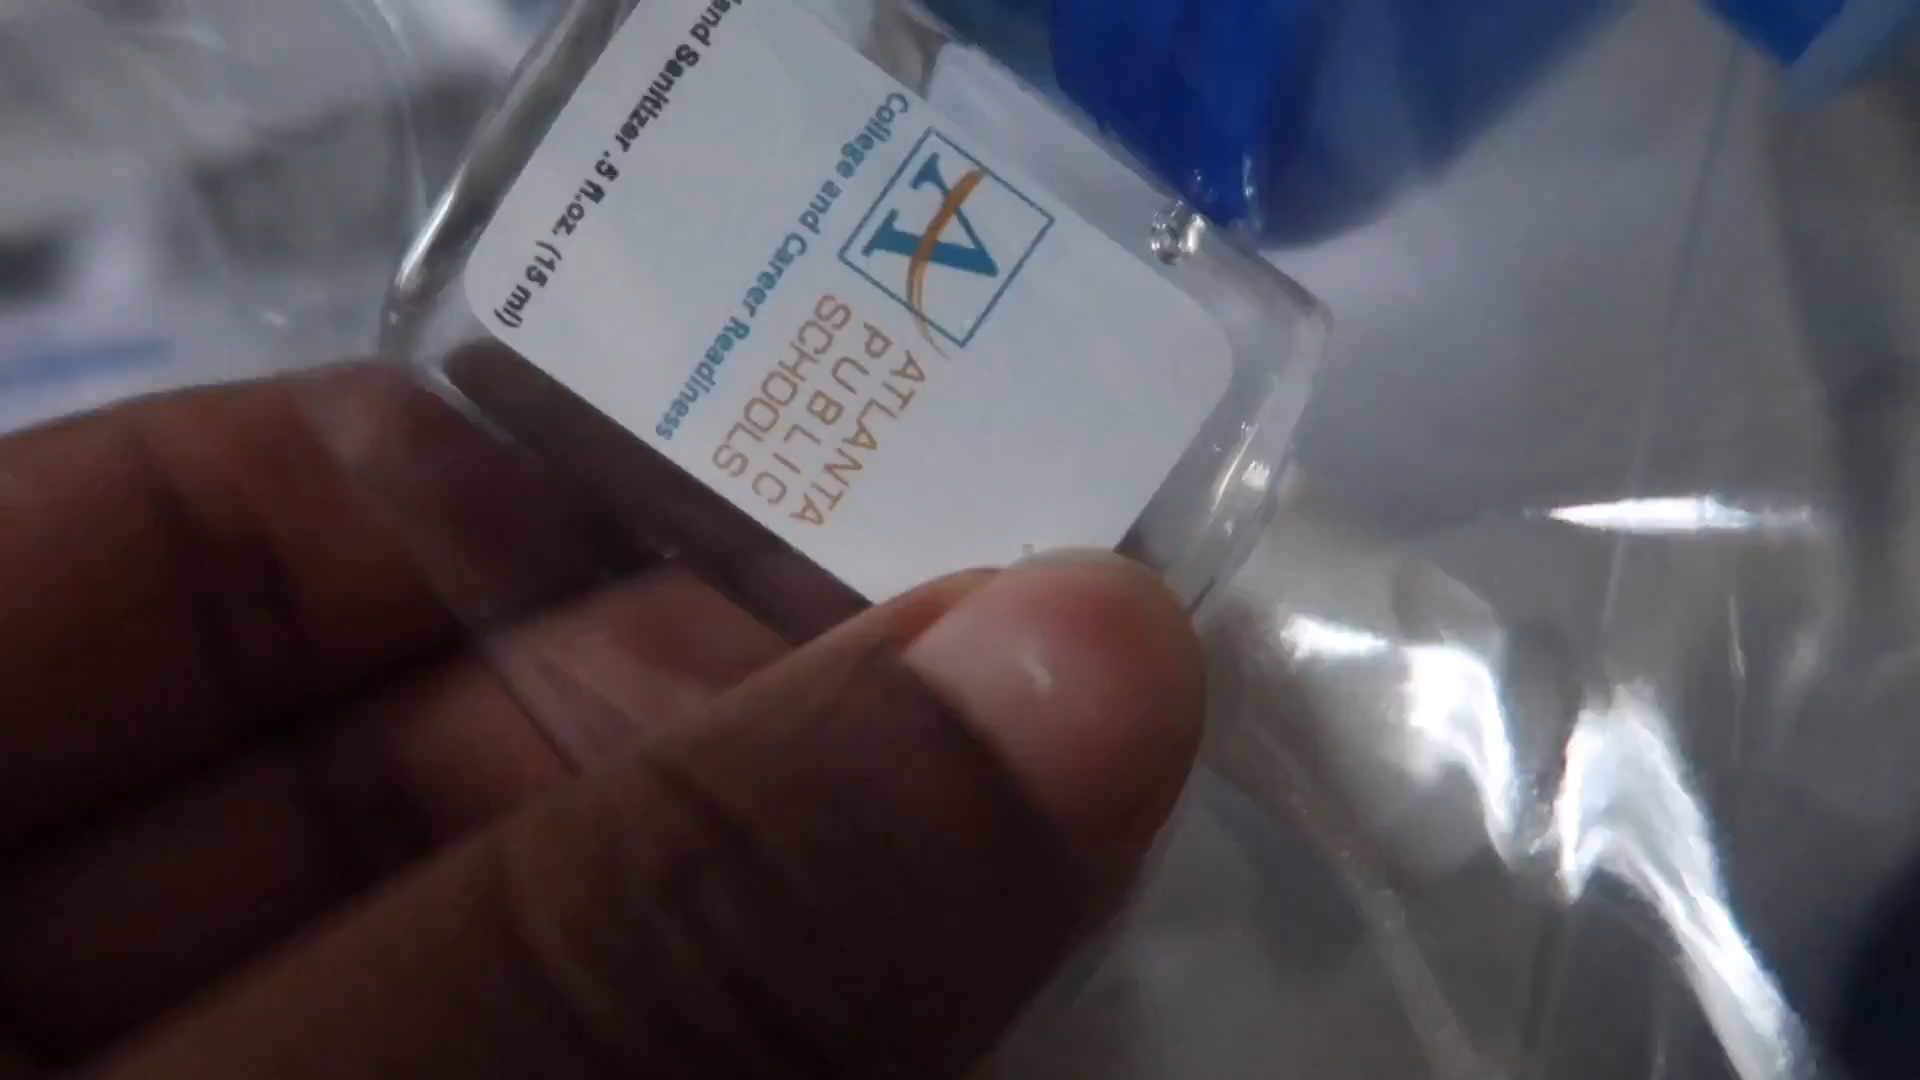 ATLANTA
PUBLIC
SCHOOLS
College and Career Readiness
Sanitizer .5 fl.oz. (15 ml)